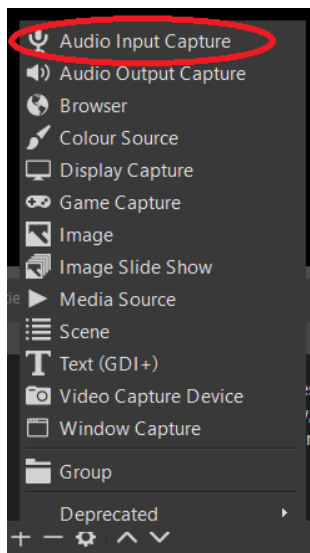 Audio Input Capture
Audio Output Capture
Browser
Colour Source
Display Capture
Game Capture
Image
Image Slide Show
Media Source
Scene
Text (GDI+)
Video Capture Device
Window Capture
Group
Deprecated